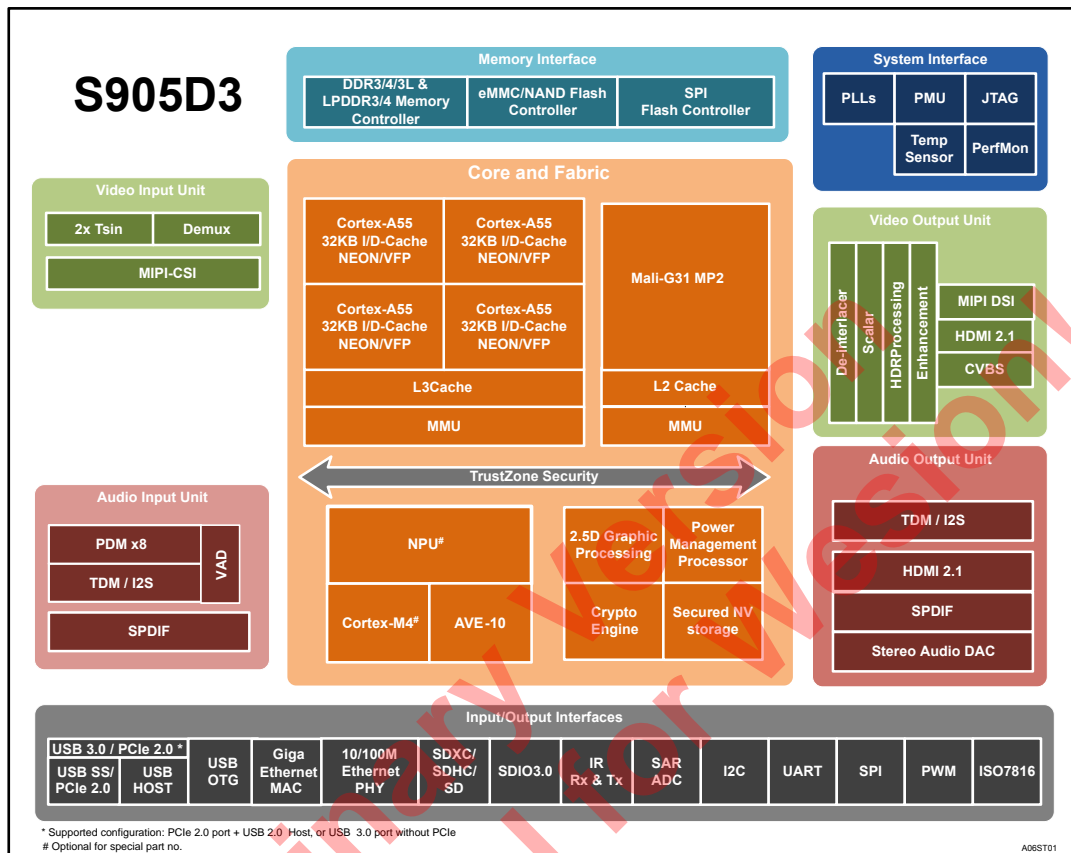 S905D3
Memory Interface
DDR3/4/3L &
LPDDR3/4 Memory
Controller
eMMC/NAND Flash
Controller
SPI
Flash Controller
System Interface
PLLs
PMU
JTAG
Temp
Sensor
PerfMon
Video Input Unit
2x Tsin
Demux
MIPI-CSI
Core and Fabric
Cortex-A55
32KB I/D-Cache
NEON/VFP
Cortex-A55
32KB I/D-Cache
NEON/VFP
Cortex-A55
32KB I/D-Cache
NEON/VFP
Cortex-A55
32KB I/D-Cache
NEON/VFP
L3Cache
MMU
Mali-G31 MP2
L2 Cache
MMU
Video Output Unit
De-interlacer
Scalar
HDRProcessing
Enhancement
MIPI DSI
HDMI 2.1
CVBS
TrustZone Security
Audio Input Unit
PDM x8
TDM / I2S
VAD
SPDIF
NPU#
Cortex-M4#
AVE-10
2.5D Graphic
Processing
Power
Management
Processor
Crypto
Engine
Secured NV
storage
Audio Output Unit
TDM / I2S
HDMI 2.1
SPDIF
Stereo Audio DAC
Input/Output Interfaces
USB 3.0 / PCIe 2.0 *
USB SS/
PCIe 2.0
USB
HOST
USB
OTG
Giga
Ethernet
MAC
10/100M
Ethernet
PHY
SDXC/
SDHC/
SD
SDIO3.0
IR
Rx & Tx
SAR
ADC
I2C
UART
SPI
PWM
ISO7816
* Supported configuration: PCIe 2.0 port + USB 2.0 Host, or USB 3.0 port without PCIe
# Optional for special part no.
A06ST01
Version
for Wesion!